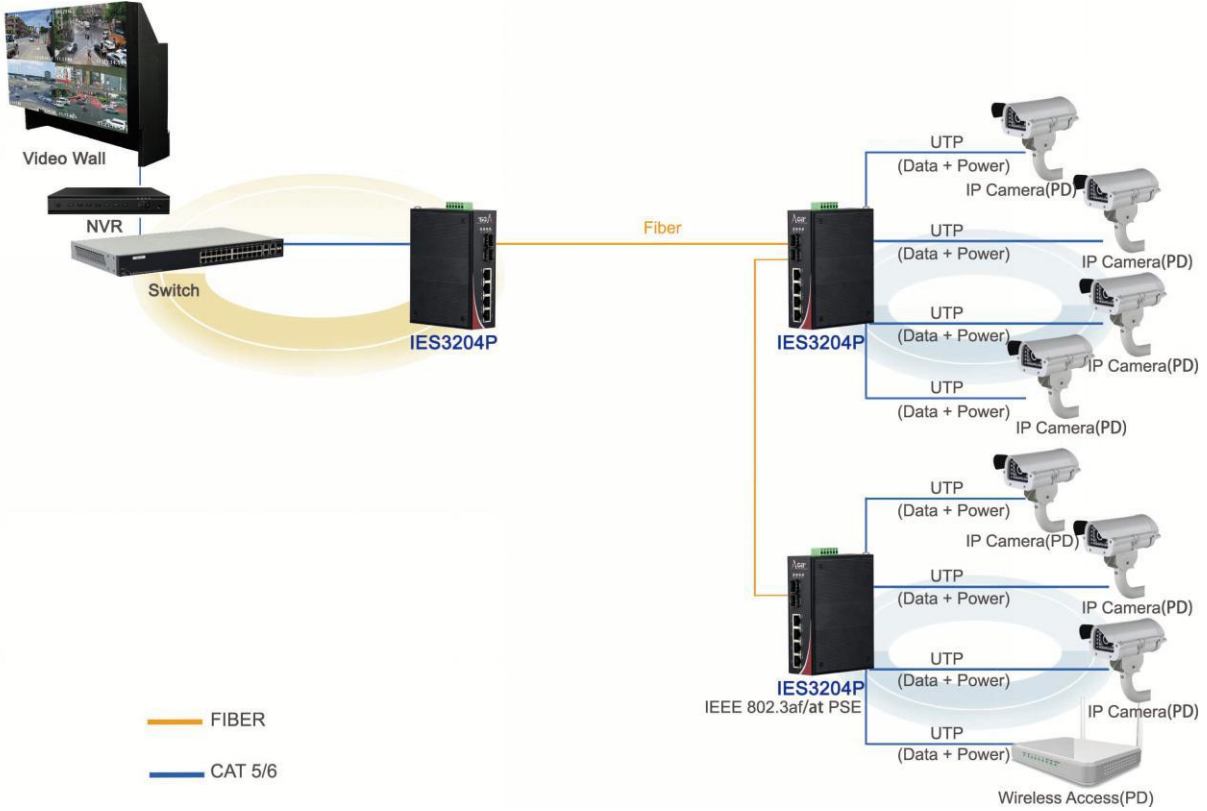 Video Wall
NVR
Switch
IES3204P
Fiber
IES3204P
UTP
(Data + Power)
IP Camera(PD)
UTP
(Data + Power)
IP Camera(PD)
UTP
(Data + Power)
IP Camera(PD)
UTP
(Data + Power)
IP Camera(PD)
UTP
(Data + Power)
IP Camera(PD)
UTP
(Data + Power)
IP Camera(PD)
UTP
(Data + Power)
IP Camera(PD)
IES3204P
IEEE 802.3af/at PSE
UTP
(Data + Power)
Wireless Access(PD)
FIBER
CAT 5/6